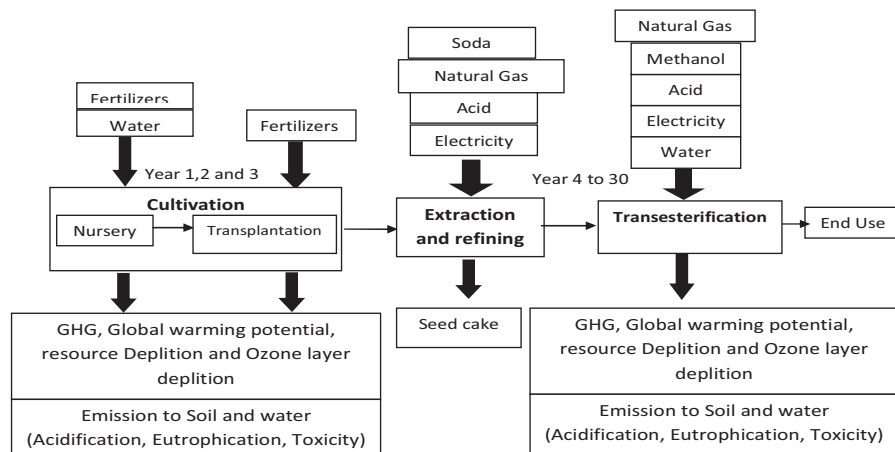 Soda
Natural Gas
Acid
Electricity
Natural Gas
Methanol
Acid
Electricity
Water
Fertilizers
Water
Fertilizers
Year 1,2 and 3
Year 4 to 30
Cultivation
Nursery
Transplantation
Extraction
and refining
Transesterification
End Use
GHG, Global warming potential,
resource Deplition and Ozone layer
deplition
Emission to Soil and water
(Acidification, Eutrophication, Toxicity)
Seed cake
GHG, Global warming potential,
resource Deplition and Ozone layer
deplition
Emission to Soil and water
(Acidification, Eutrophication, Toxicity)